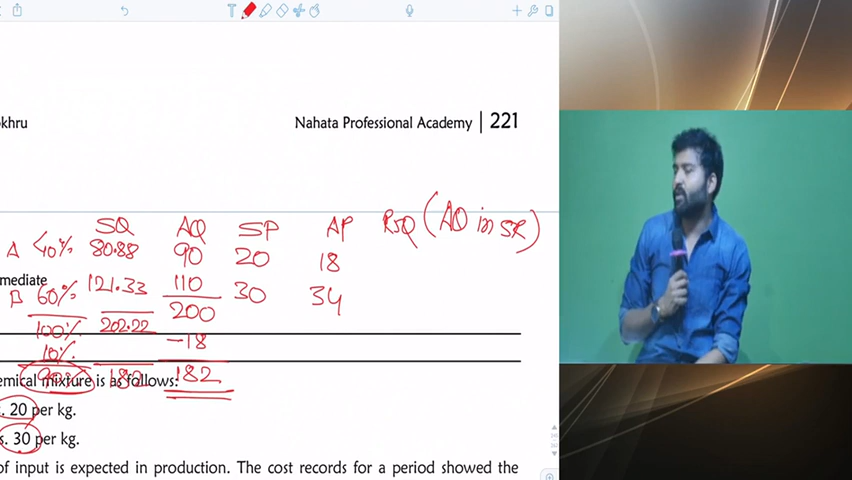 okhru
Nahata Professional Academy | 221
SQ AQ SP AP RSQ (AQ in SR)
A 40% 80.88 90 20 18
mediate
B 60% 121.33 110 30 34
100% 202.22 200
10% -18
90% 182 182
emical mixture is as follows:
. 20 per kg.
s. 30 per kg.
of input is expected in production. The cost records for a period showed the